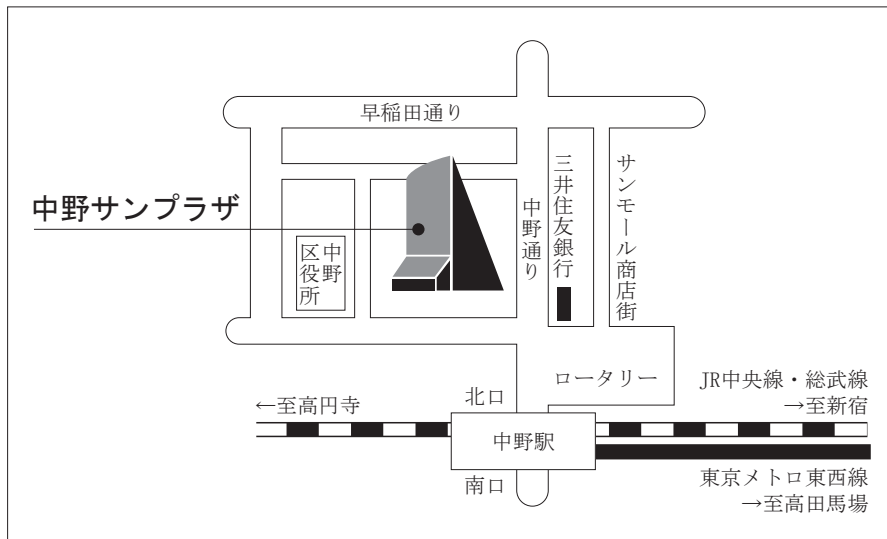 早稲田通り
中野サンプラザ
中野
区役所
中野通り
三井住友銀行
サンモール商店街
ロータリー
JR中央線・総武線
→至新宿
←至高円寺
北口
中野駅
南口
東京メトロ東西線
→至高田馬場